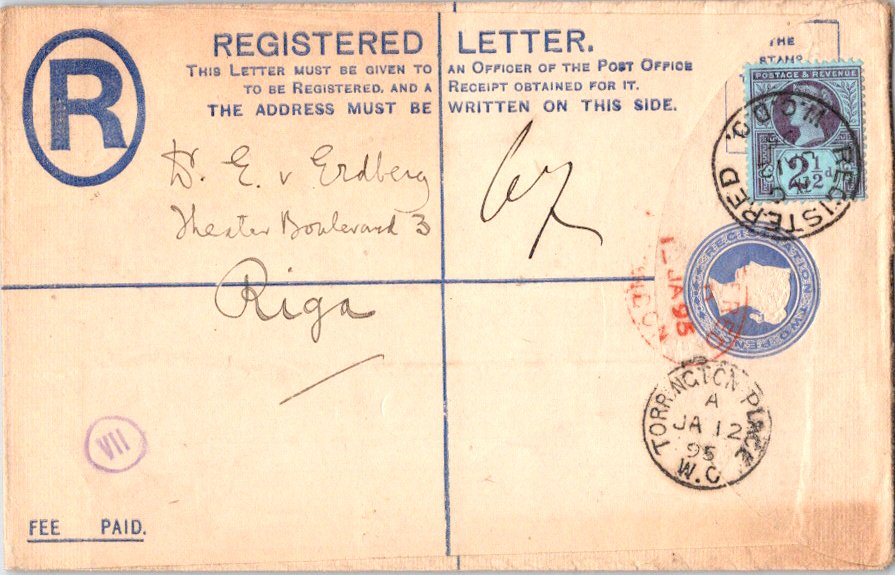 R
REGISTERED LETTER.
THIS LETTER MUST BE GIVEN TO AN OFFICER OF THE POST OFFICE
TO BE REGISTERED, AND A RECEIPT OBTAINED FOR IT.
THE ADDRESS MUST BE WRITTEN ON THIS SIDE.
THE
STAMP
POSTAGE & REVENUE
2½d
REGISTERED
W.C.D.O.
Dr. E. v Erdberg
Theater Boulevard 3
Riga
JA 95
TORRINGTON PLACE
A
JA 12
95
W.C
VII
FEE PAID.